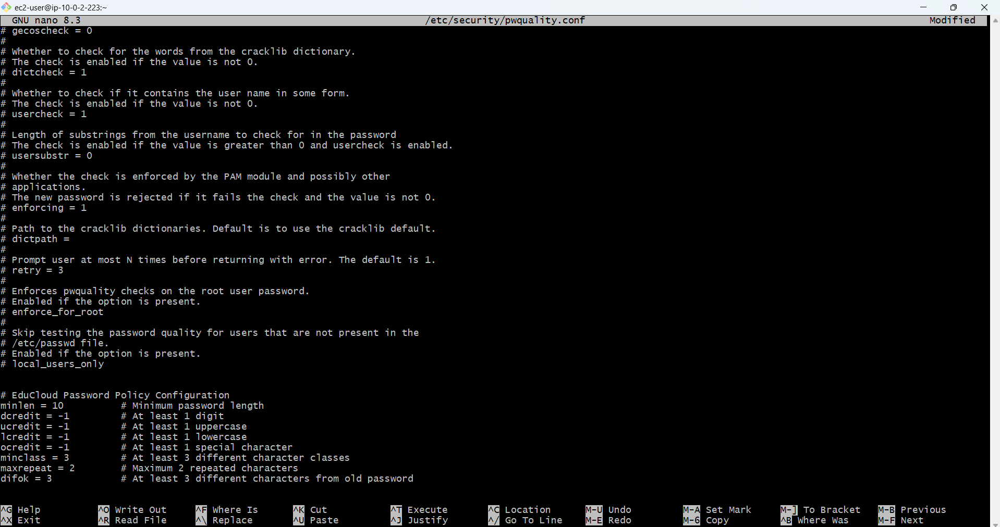 ec2-user@ip-10-0-2-223:~
GNU nano 8.3 /etc/security/pwquality.conf Modified
# gecoscheck = 0
#
# Whether to check for the words from the cracklib dictionary.
# The check is enabled if the value is not 0.
# dictcheck = 1
#
# Whether to check if it contains the user name in some form.
# The check is enabled if the value is not 0.
# usercheck = 1
#
# Length of substrings from the username to check for in the password
# The check is enabled if the value is greater than 0 and usercheck is enabled.
# usersubstr = 0
#
# Whether the check is enforced by the PAM module and possibly other
# applications.
# The new password is rejected if it fails the check and the value is not 0.
# enforcing = 1
#
# Path to the cracklib dictionaries. Default is to use the cracklib default.
# dictpath =
#
# Prompt user at most N times before returning with error. The default is 1.
# retry = 3
#
# Enforces pwquality checks on the root user password.
# Enabled if the option is present.
# enforce_for_root
#
# Skip testing the password quality for users that are not present in the
# /etc/passwd file.
# Enabled if the option is present.
# local_users_only
# EduCloud Password Policy Configuration
minlen = 10 # Minimum password length
dcredit = -1 # At least 1 digit
ucredit = -1 # At least 1 uppercase
lcredit = -1 # At least 1 lowercase
ocredit = -1 # At least 1 special character
minclass = 3 # At least 3 different character classes
maxrepeat = 2 # Maximum 2 repeated characters
difok = 3 # At least 3 different characters from old password
^G Help ^O Write Out ^F Where Is ^K Cut ^T Execute ^C Location M-U Undo M-A Set Mark M-] To Bracket M-B Previous
^X Exit ^R Read File ^\ Replace ^U Paste ^J Justify ^/ Go To Line M-E Redo M-6 Copy ^B Where Was M-F Next